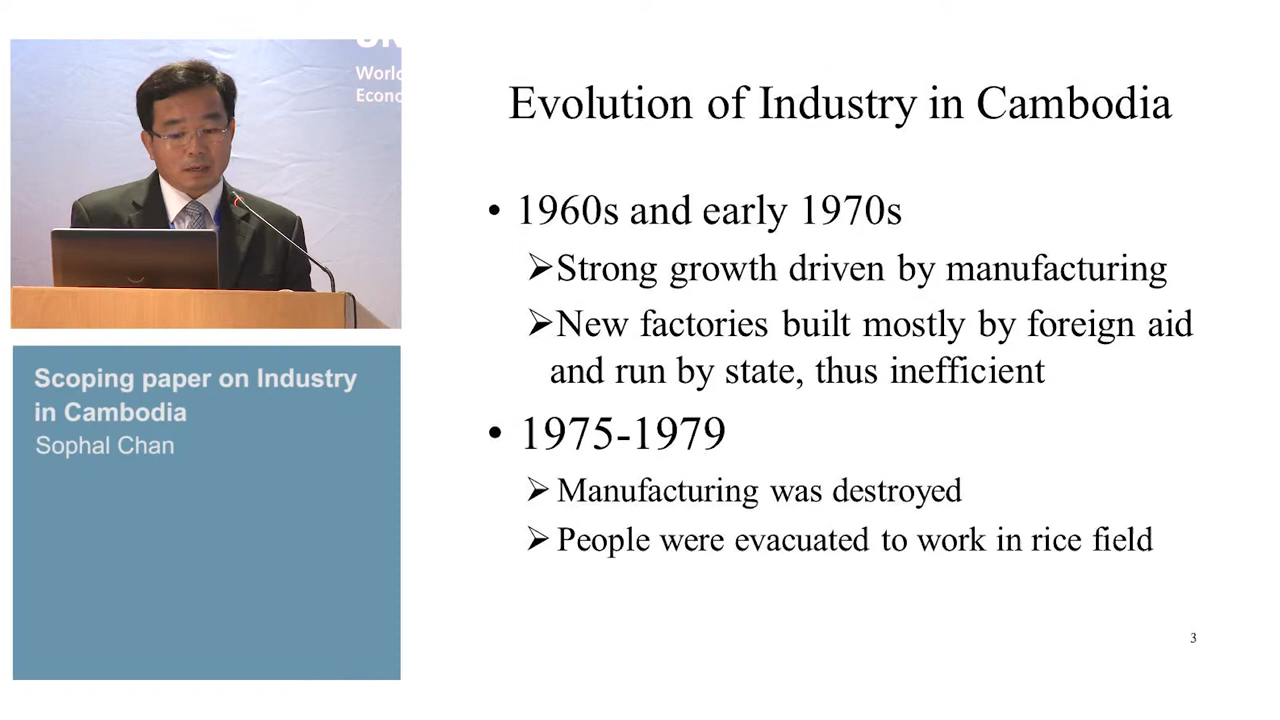 World
Econo
Scoping paper on Industry
in Cambodia
Sophal Chan
Evolution of Industry in Cambodia
• 1960s and early 1970s
➢Strong growth driven by manufacturing
➢New factories built mostly by foreign aid
and run by state, thus inefficient
• 1975-1979
➢Manufacturing was destroyed
➢People were evacuated to work in rice field
3